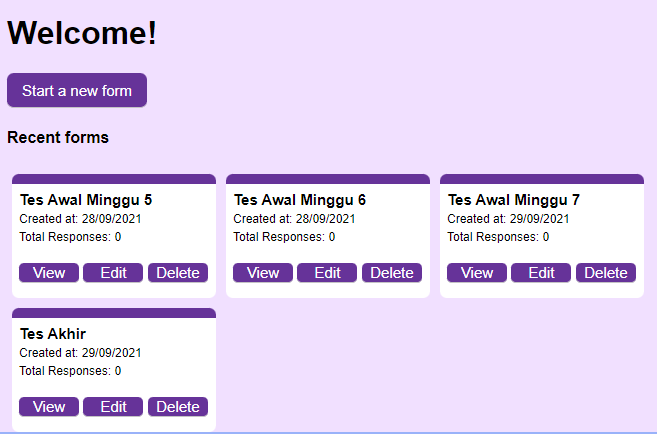 Welcome!
Start a new form
Recent forms
Tes Awal Minggu 5
Created at: 28/09/2021
Total Responses: 0
View Edit Delete
Tes Awal Minggu 6
Created at: 28/09/2021
Total Responses: 0
View Edit Delete
Tes Awal Minggu 7
Created at: 29/09/2021
Total Responses: 0
View Edit Delete
Tes Akhir
Created at: 29/09/2021
Total Responses: 0
View Edit Delete